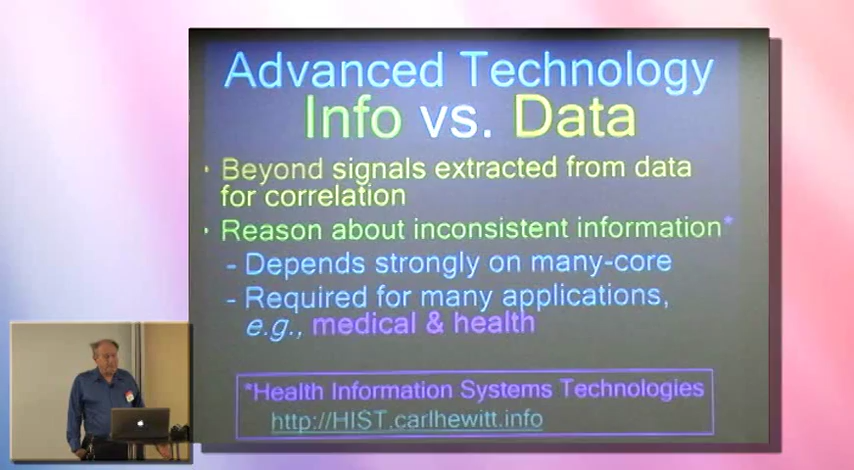 Advanced Technology
Info vs. Data
· Beyond signals extracted from data
for correlation
· Reason about inconsistent information*
- Depends strongly on many-core
- Required for many applications,
e.g., medical & health
*Health Information Systems Technologies
http://HIST.carlhewitt.info